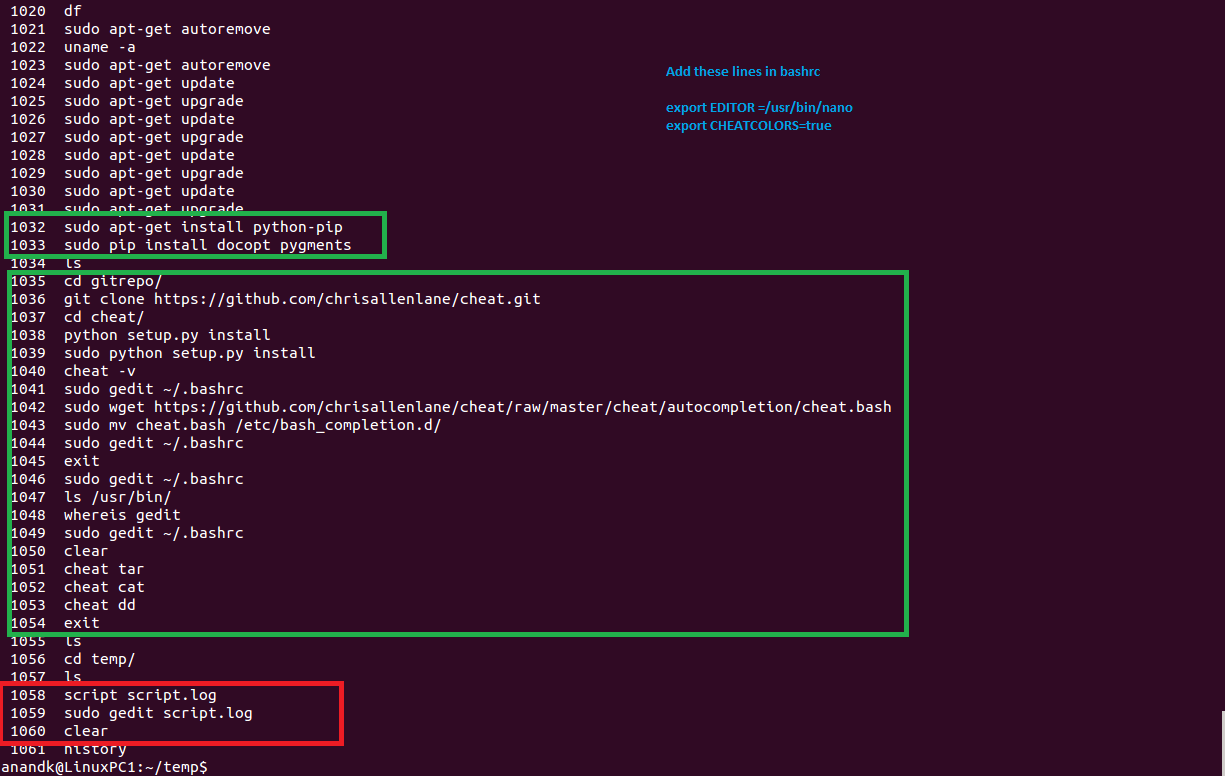 1020 df
1021 sudo apt-get autoremove
1022 uname -a
1023 sudo apt-get autoremove
1024 sudo apt-get update
1025 sudo apt-get upgrade
1026 sudo apt-get update
1027 sudo apt-get upgrade
1028 sudo apt-get update
1029 sudo apt-get upgrade
1030 sudo apt-get update
1031 sudo apt-get upgrade
1032 sudo apt-get install python-pip
1033 sudo pip install docopt pygments
1034 ls
1035 cd gitrepo/
1036 git clone https://github.com/chrisallenlane/cheat.git
1037 cd cheat/
1038 python setup.py install
1039 sudo python setup.py install
1040 cheat -v
1041 sudo gedit ~/.bashrc
1042 sudo wget https://github.com/chrisallenlane/cheat/raw/master/cheat/autocompletion/cheat.bash
1043 sudo mv cheat.bash /etc/bash_completion.d/
1044 sudo gedit ~/.bashrc
1045 exit
1046 sudo gedit ~/.bashrc
1047 ls /usr/bin/
1048 whereis gedit
1049 sudo gedit ~/.bashrc
1050 clear
1051 cheat tar
1052 cheat cat
1053 cheat dd
1054 exit
1055 ls
1056 cd temp/
1057 ls
1058 script script.log
1059 sudo gedit script.log
1060 clear
1061 history
anandk@LinuxPC1:~/temp$
Add these lines in bashrc
export EDITOR =/usr/bin/nano
export CHEATCOLORS=true